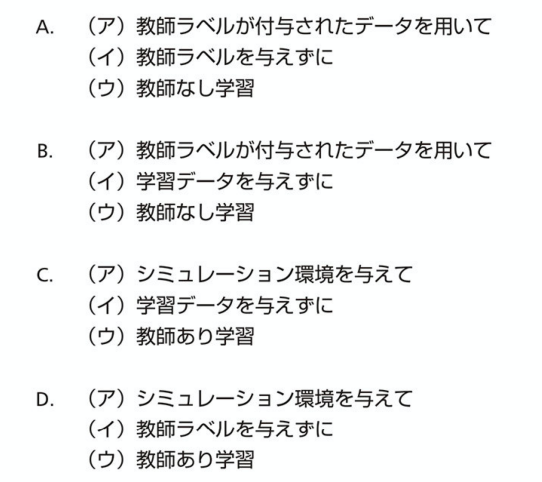 A. （ア）教師ラベルが付与されたデータを用いて
（イ）教師ラベルを与えずに
（ウ）教師なし学習
B. （ア）教師ラベルが付与されたデータを用いて
（イ）学習データを与えずに
（ウ）教師なし学習
C. （ア）シミュレーション環境を与えて
（イ）学習データを与えずに
（ウ）教師あり学習
D. （ア）シミュレーション環境を与えて
（イ）教師ラベルを与えずに
（ウ）教師あり学習